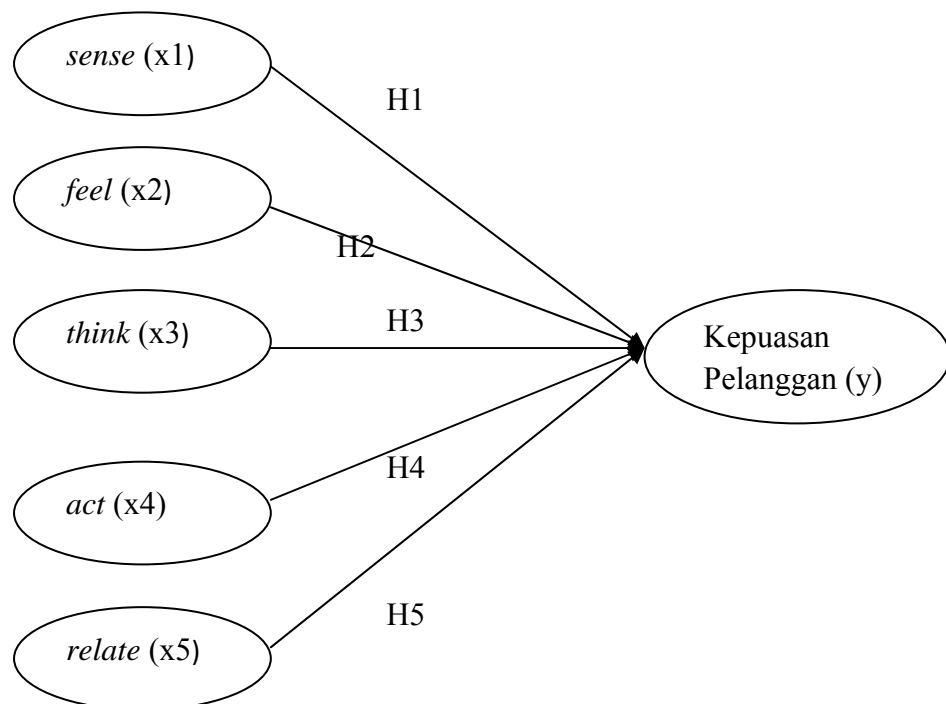 sense (x1)
H1
feel (x2)
H2
think (x3)
H3
Kepuasan
Pelanggan (y)
act (x4)
H4
relate (x5)
H5